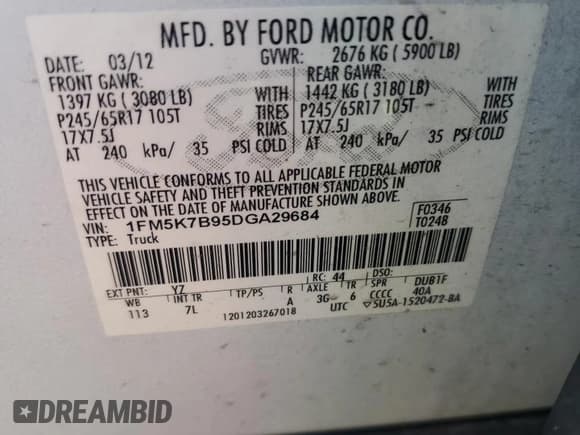 MFD. BY FORD MOTOR CO.
DATE: 03/12 GVWR: 2676 KG ( 5900 LB)
FRONT GAWR: REAR GAWR:
1397 KG ( 3080 LB) WITH 1442 KG ( 3180 LB) WITH
P245/65R17 105T TIRES P245/65R17 105T TIRES
17X7.5J RIMS 17X7.5J RIMS
AT 240 kPa/ 35 PSI COLD AT 240 kPa/ 35 PSI COLD
THIS VEHICLE CONFORMS TO ALL APPLICABLE FEDERAL MOTOR
VEHICLE SAFETY AND THEFT PREVENTION STANDARDS IN
EFFECT ON THE DATE OF MANUFACTURE SHOWN ABOVE.
VIN: 1FM5K7B95DGA29684 F0346
TYPE: Truck T024B
EXT PNT: Y7 RC: 44 DSO:
WB INT TR TP/PS R AXLE TR SPR DUB1F
113 7L A 3G 6 CCCC 40A
1201203267018 UTC ▽5U5A-1520472-BA
DREAMBID